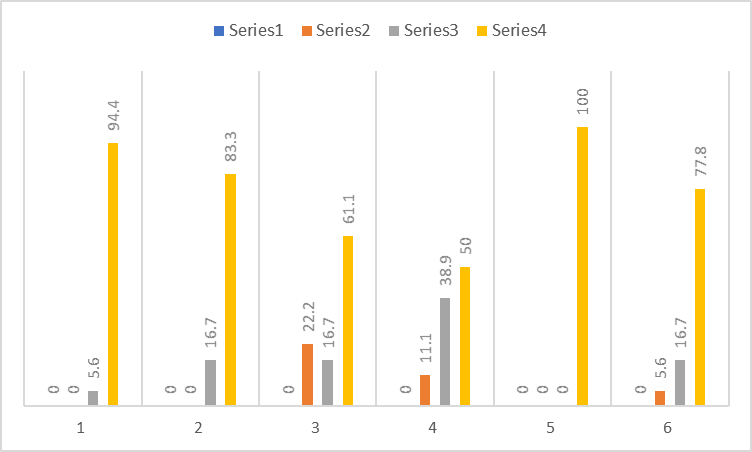 Series1 Series2 Series3 Series4
0 0 5.6 94.4
0 0 16.7 83.3
0 22.2 16.7 61.1
0 11.1 38.9 50
0 0 0 100
0 5.6 16.7 77.8
1 2 3 4 5 6